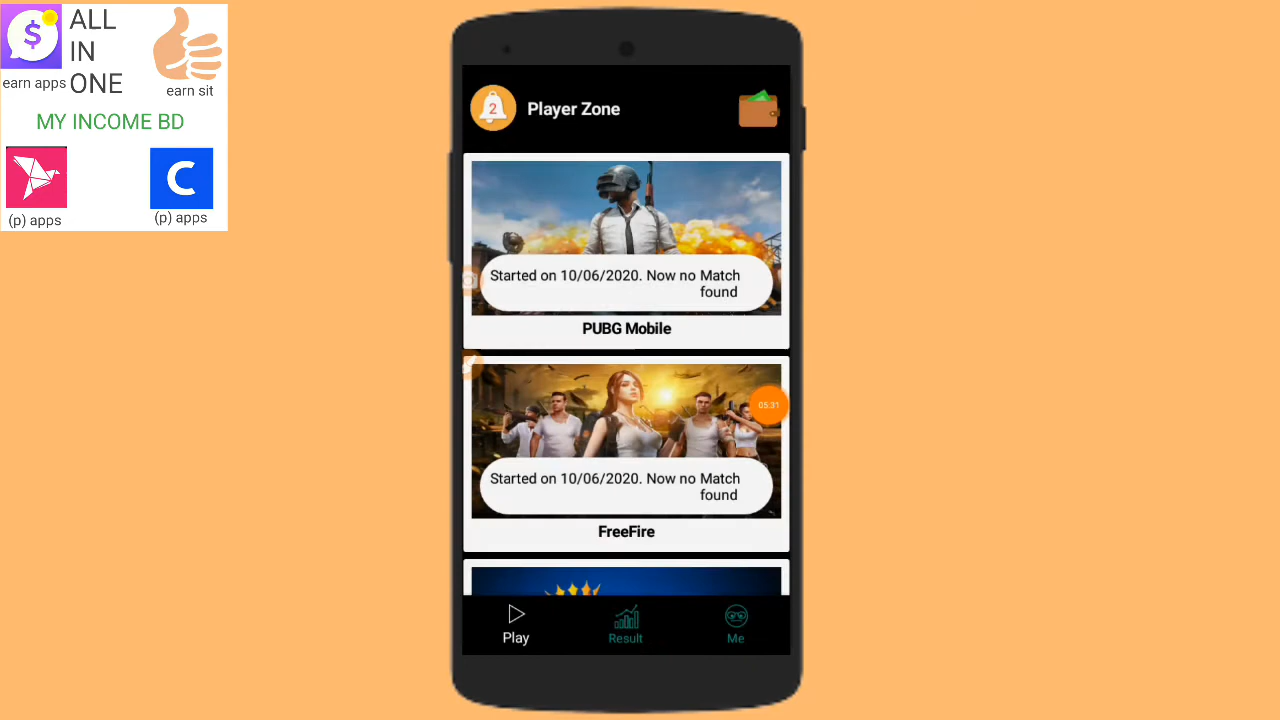 ALL
IN
ONE
$
earn apps
earn sit
MY INCOME BD
C
(p) apps
(p) apps
2
Player Zone
Started on 10/06/2020. Now no Match
found
PUBG Mobile
05:31
Started on 10/06/2020. Now no Match
found
FreeFire
Play
Result
Me